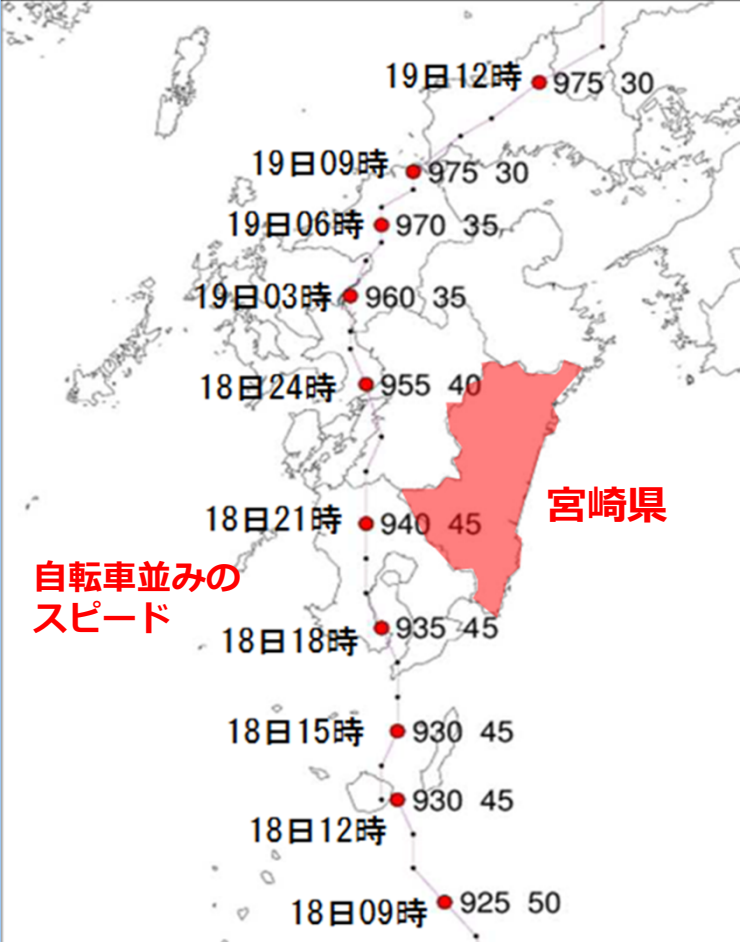 19日12時 975 30
19日09時 975 30
19日06時 970 35
19日03時 960 35
18日24時 955 40
宮崎県
18日21時 940 45
自転車並みの
スピード
18日18時 935 45
18日15時 930 45
930 45
18日12時
18日09時 925 50